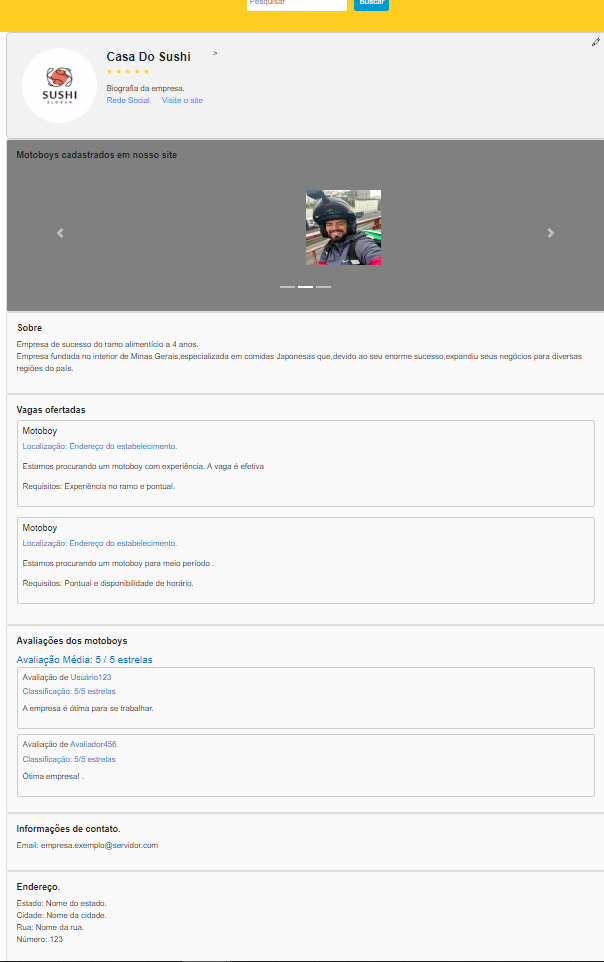 Pesquisar
Buscar
SUSHI
SLOGAN
Casa Do Sushi >
Biografia da empresa.
Rede Social Visite o site
Motoboys cadastrados em nosso site
Sobre
Empresa de sucesso do ramo alimentício a 4 anos.
Empresa fundada no interior de Minas Gerais,especializada em comidas Japonesas que,devido ao seu enorme sucesso,expandiu seus negócios para diversas
regiões do país.
Vagas ofertadas
Motoboy
Localização: Endereço do estabelecimento.
Estamos procurando um motoboy com experiência. A vaga é efetiva
Requisitos: Experiência no ramo e pontual.
Motoboy
Localização: Endereço do estabelecimento.
Estamos procurando um motoboy para meio período .
Requisitos: Pontual e disponibilidade de horário.
Avaliações dos motoboys
Avaliação Média: 5 / 5 estrelas
Avaliação de Usuário123
Classificação: 5/5 estrelas
A empresa é ótima para se trabalhar.
Avaliação de Avaliador456
Classificação: 5/5 estrelas
Ótima empresa! .
Informações de contato.
Email: empresa.exemplo@servidor.com
Endereço.
Estado: Nome do estado.
Cidade: Nome da cidade.
Rua: Nome da rua.
Número: 123